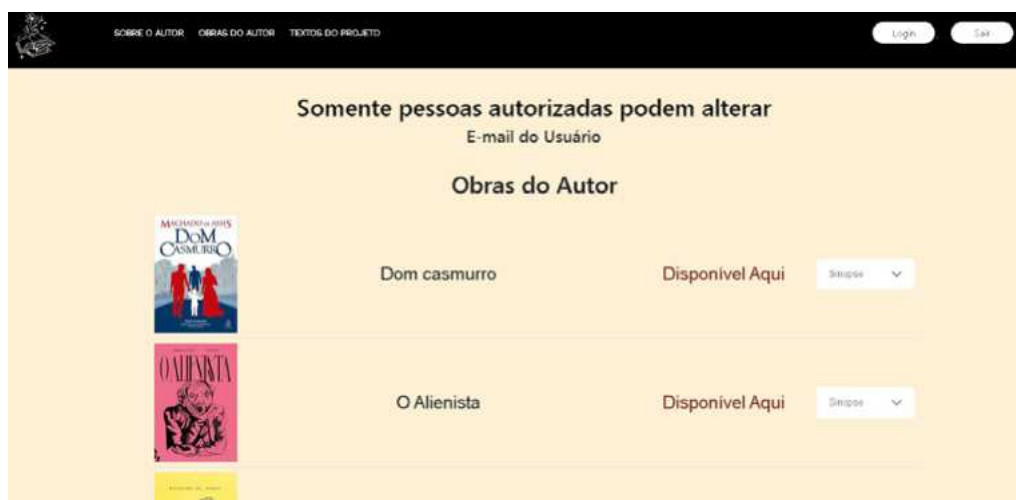 SOBRE O AUTOR OBRAS DO AUTOR TEXTOS DO PROJETO Login Sair
Somente pessoas autorizadas podem alterar
E-mail do Usuário
Obras do Autor
MACHADO DE ASSIS
DOM
CASMURRO
Dom casmurro Disponível Aqui Sinopse
O ALIENISTA
O Alienista Disponível Aqui Sinopse